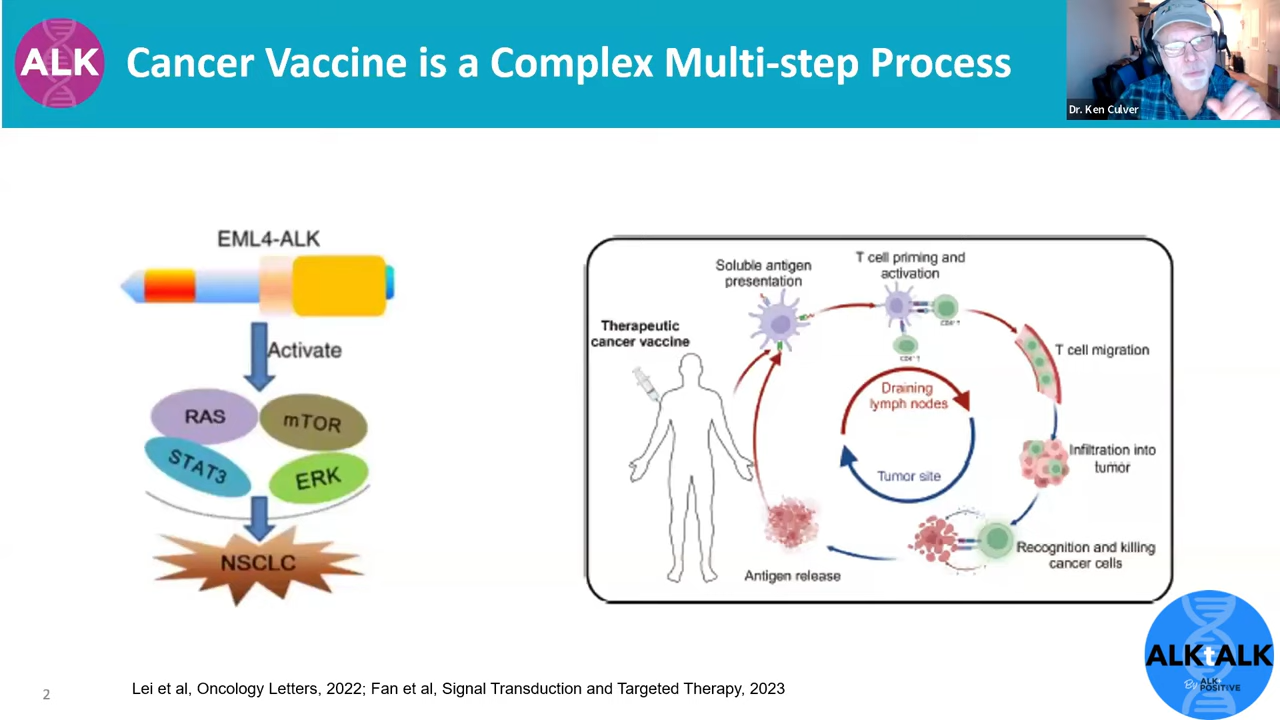 ALK
Cancer Vaccine is a Complex Multi-step Process
Dr. Ken Culver
EML4-ALK
Activate
RAS
mTOR
STAT3
ERK
NSCLC
Soluble antigen
presentation
T cell priming and
activation
Therapeutic
cancer vaccine
T cell migration
Draining
lymph nodes
Tumor site
Infiltration into
tumor
Recognition and killing
cancer cells
Antigen release
ALKtALK
By ALK
POSITIVE
2
Lei et al, Oncology Letters, 2022; Fan et al, Signal Transduction and Targeted Therapy, 2023